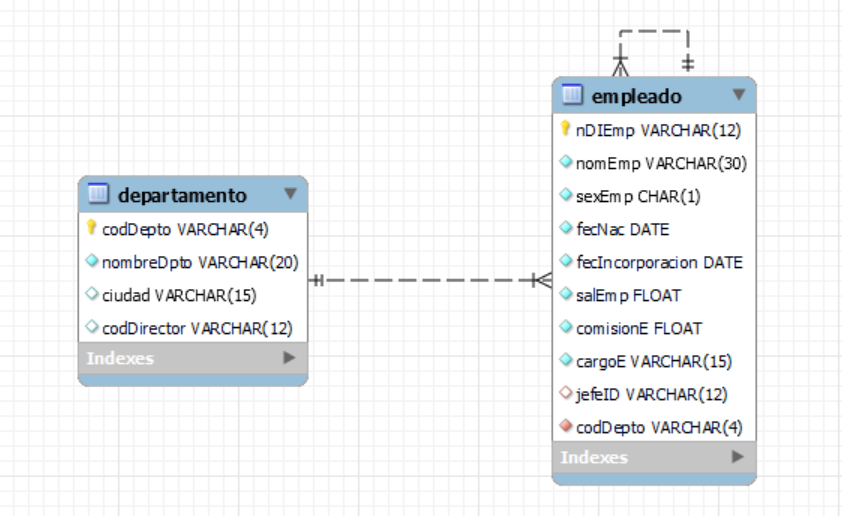 departamento
codDepto VARCHAR(4)
nombreDpto VARCHAR(20)
ciudad VARCHAR(15)
codDirector VARCHAR(12)
Indexes
empleado
nDIEmp VARCHAR(12)
nomEmp VARCHAR(30)
sexEmp CHAR(1)
fecNac DATE
fecIncorporacion DATE
salEmp FLOAT
comisionE FLOAT
cargoE VARCHAR(15)
jefeID VARCHAR(12)
codDepto VARCHAR(4)
Indexes